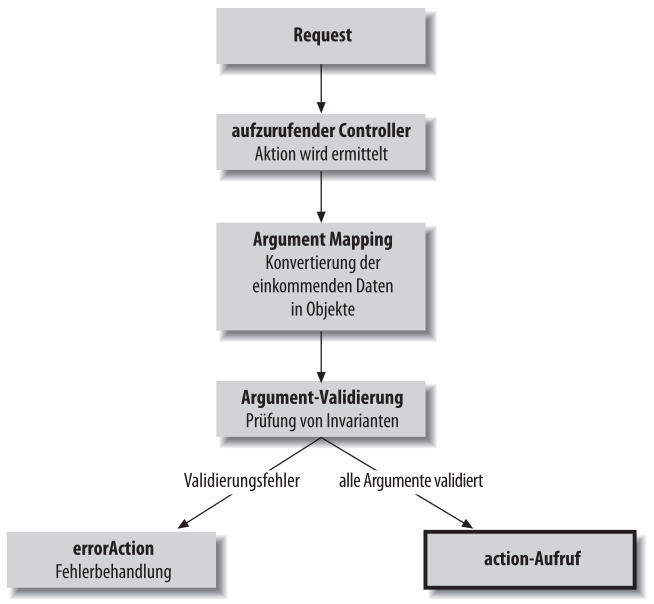 Request
aufzurufender Controller
Aktion wird ermittelt
Argument Mapping
Konvertierung der
einkommenden Daten
in Objekte
Argument-Validierung
Prüfung von Invarianten
Validierungsfehler
alle Argumente validiert
errorAction
Fehlerbehandlung
action-Aufruf